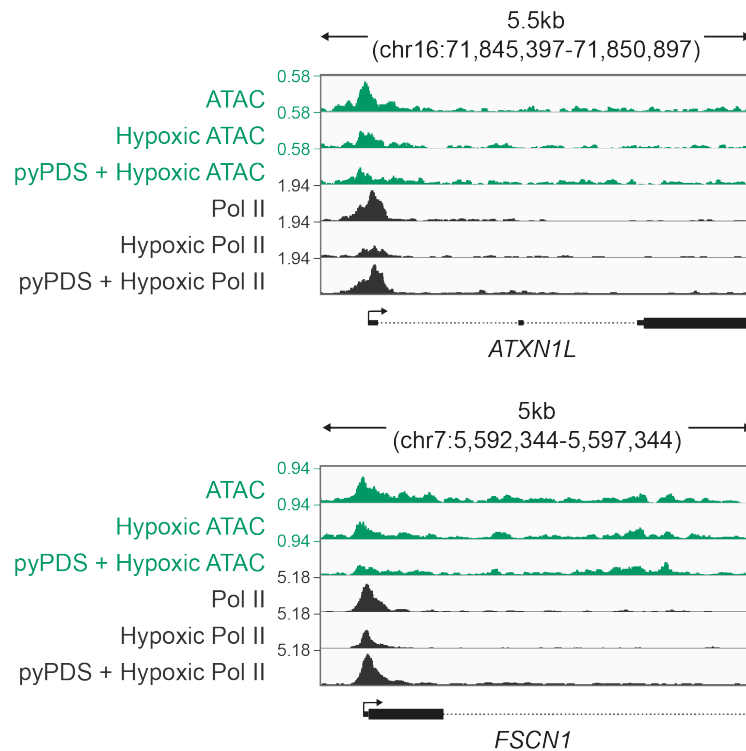 5.5kb
(chr16:71,845,397-71,850,897)
0.58
ATAC
0.58
Hypoxic ATAC
0.58
pyPDS + Hypoxic ATAC
1.94
Pol II
1.94
Hypoxic Pol II
1.94
pyPDS + Hypoxic Pol II
ATXN1L
5kb
(chr7:5,592,344-5,597,344)
0.94
ATAC
0.94
Hypoxic ATAC
0.94
pyPDS + Hypoxic ATAC
5.18
Pol II
5.18
Hypoxic Pol II
5.18
pyPDS + Hypoxic Pol II
FSCN1